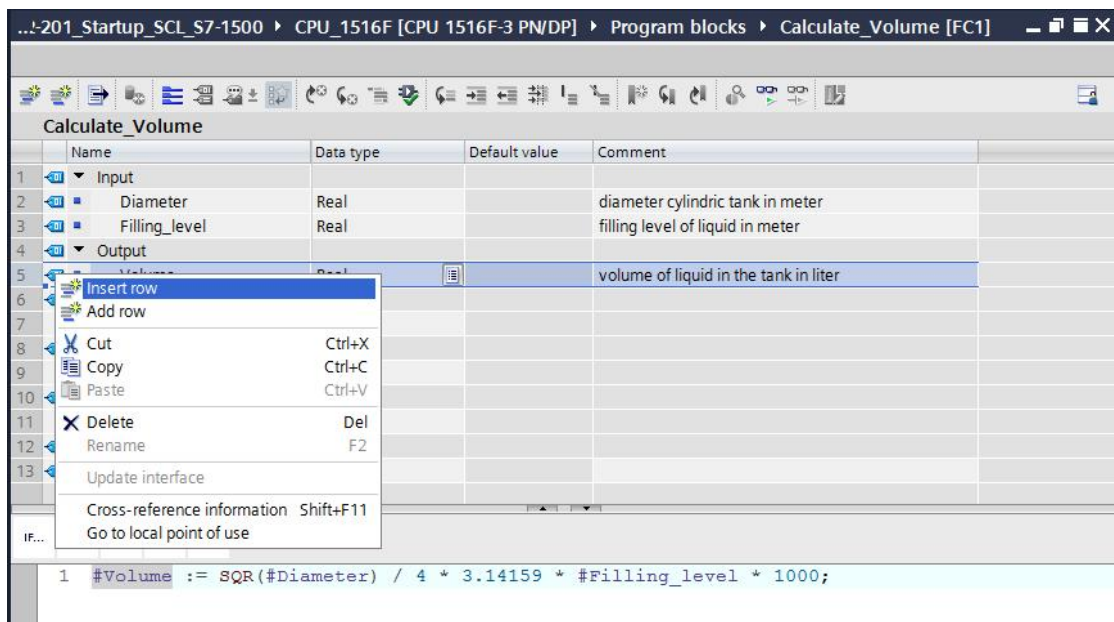 ...!-201_Startup_SCL_S7-1500 ▸ CPU_1516F [CPU 1516F-3 PN/DP] ▸ Program blocks ▸ Calculate_Volume [FC1]
Calculate_Volume
Name Data type Default value Comment
1 Input
2 Diameter Real diameter cylindric tank in meter
3 Filling_level Real filling level of liquid in meter
4 Output
5 volume of liquid in the tank in liter
Insert row
6
Add row
7
8 Cut Ctrl+X
9 Copy Ctrl+C
10 Paste Ctrl+V
11 Delete Del
12 Rename F2
13 Update interface
Cross-reference information Shift+F11
IF... Go to local point of use
1 #Volume := SQR(#Diameter) / 4 * 3.14159 * #Filling_level * 1000;